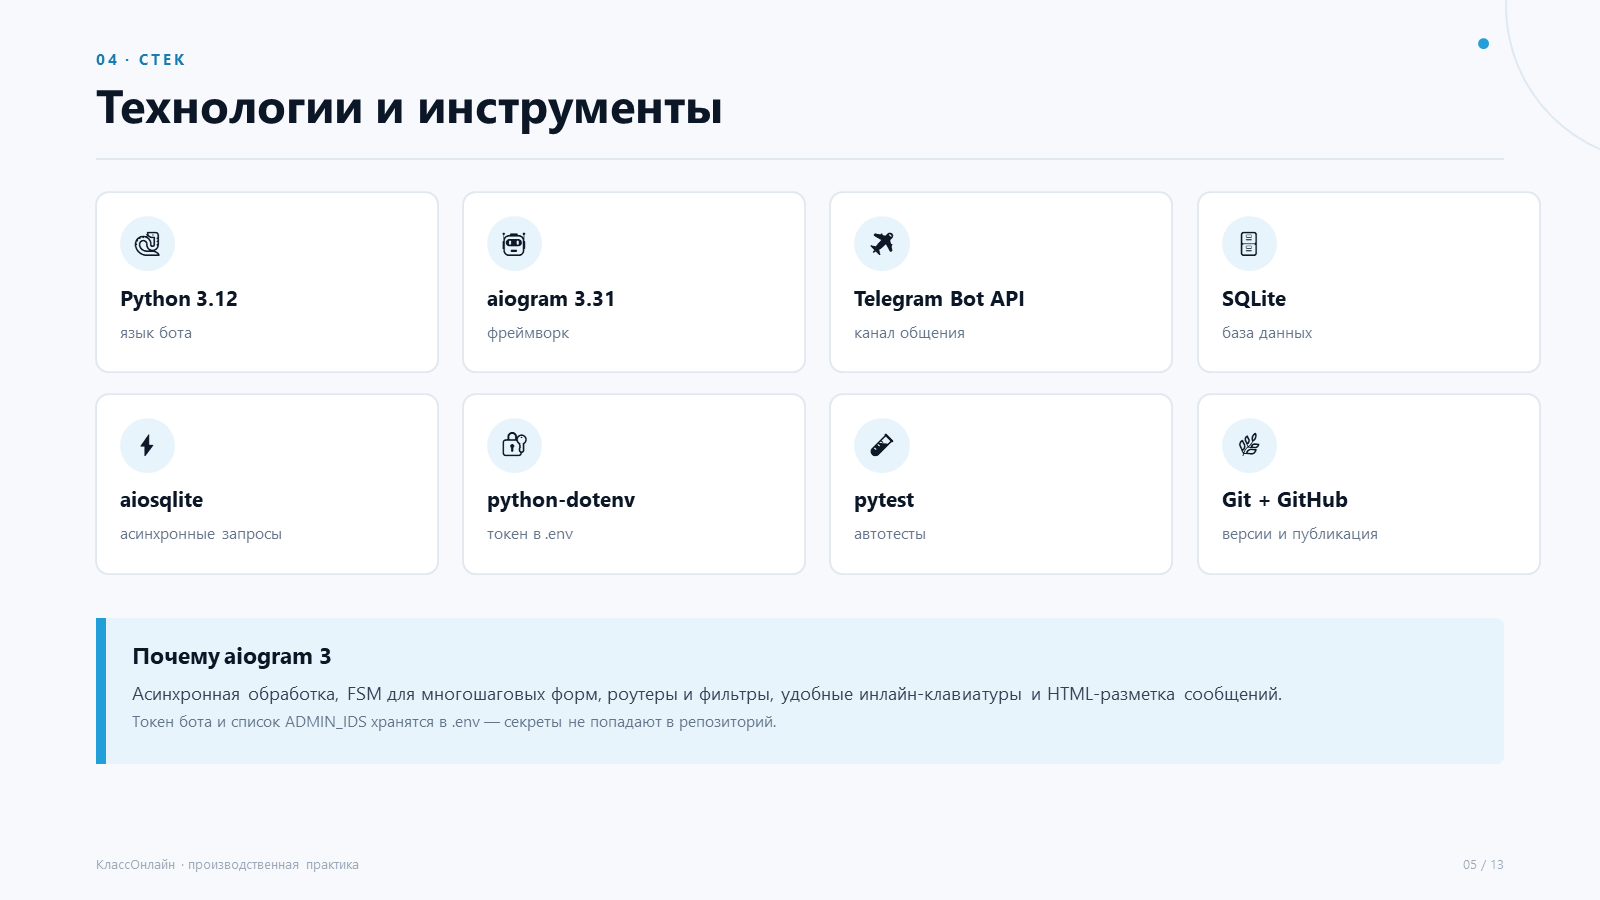 04 · СТЕК
Технологии и инструменты
Python 3.12
язык бота
aiogram 3.31
фреймворк
Telegram Bot API
канал общения
SQLite
база данных
aiosqlite
асинхронные запросы
python-dotenv
токен в .env
pytest
автотесты
Git + GitHub
версии и публикация
Почему aiogram 3
Асинхронная обработка, FSM для многошаговых форм, роутеры и фильтры, удобные инлайн-клавиатуры и HTML-разметка сообщений.
Токен бота и список ADMIN_IDS хранятся в .env — секреты не попадают в репозиторий.
КлассОнлайн · производственная практика
05 / 13